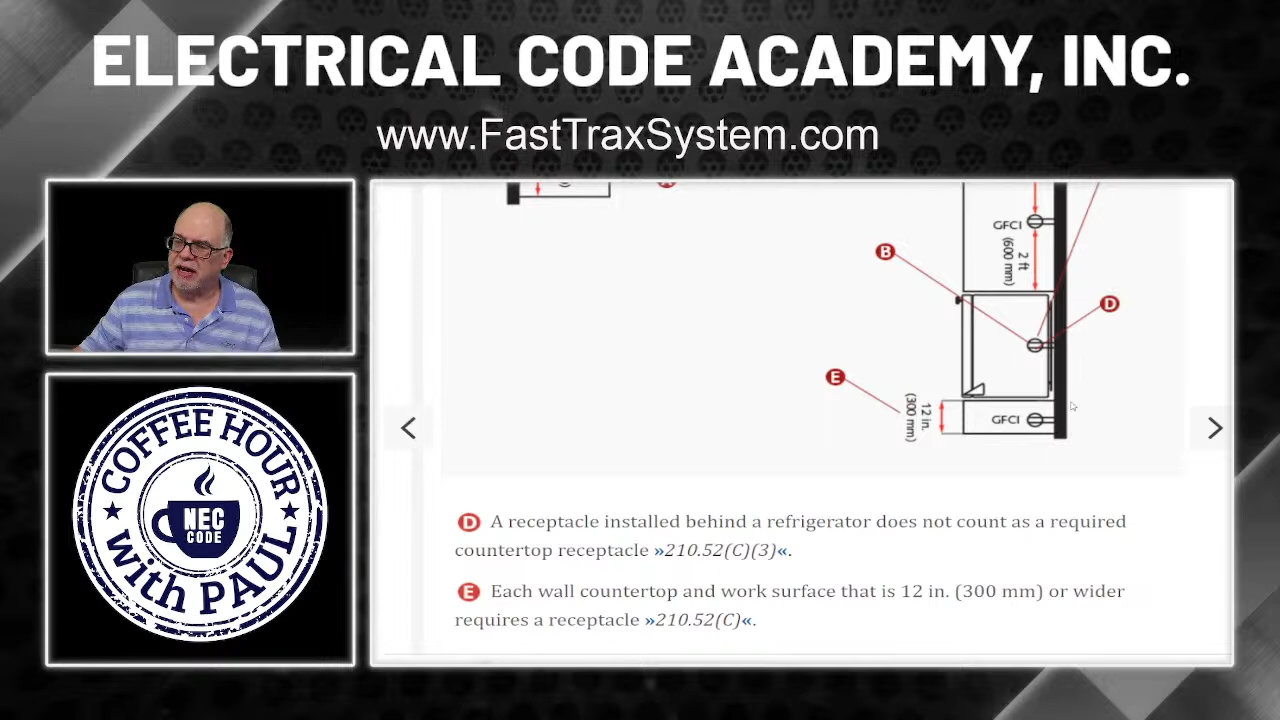 ELECTRICAL CODE ACADEMY, INC.
www.FastTraxSystem.com
A
GFCI
2 ft
(600 mm)
B
D
E
12 in.
(300 mm)
GFCI
COFFEE HOUR
NEC
CODE
with PAUL
D A receptacle installed behind a refrigerator does not count as a required
countertop receptacle »210.52(C)(3)«.
E Each wall countertop and work surface that is 12 in. (300 mm) or wider
requires a receptacle »210.52(C)«.